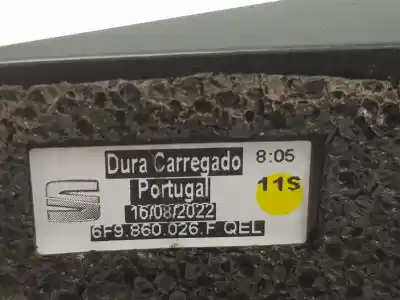 Dura Carregado 8:05
Portugal 11S
16/08/2022
6F9.860.026.F QEL